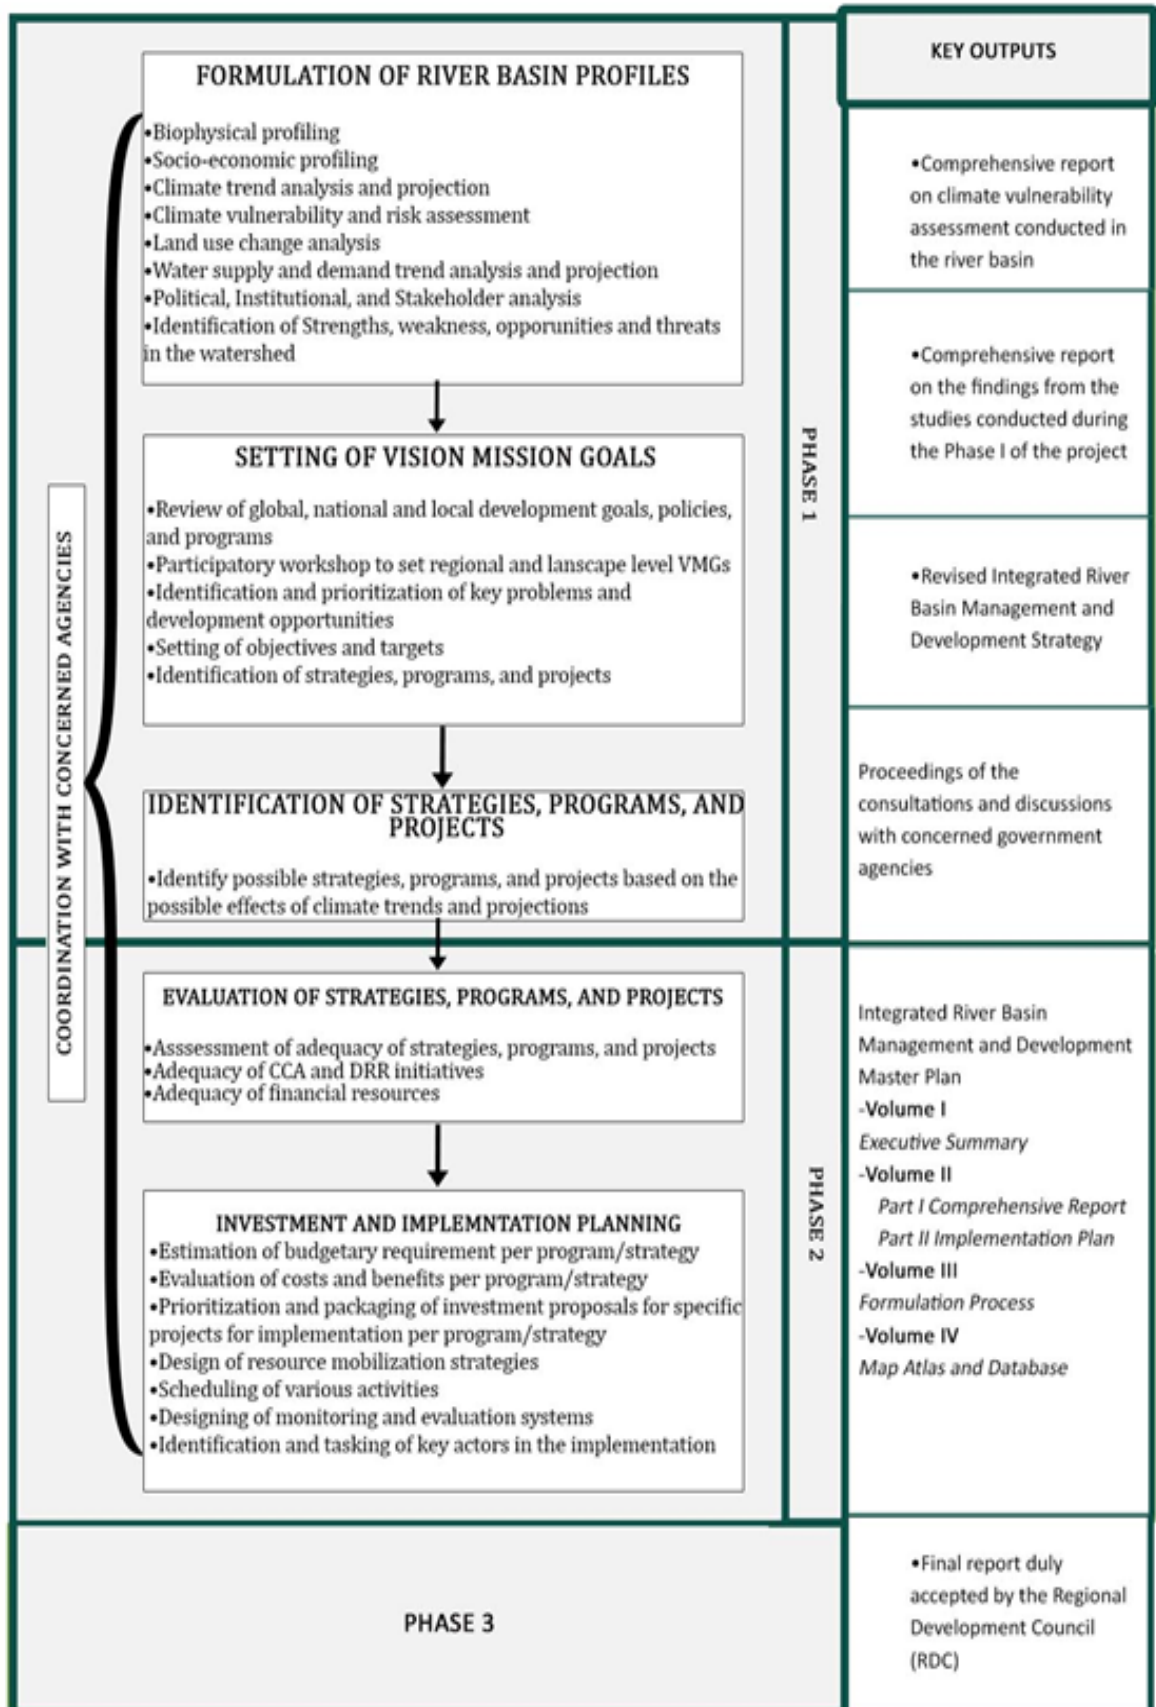 KEY OUTPUTS
FORMULATION OF RIVER BASIN PROFILES
•Biophysical profiling
•Socio-economic profiling
•Climate trend analysis and projection
•Climate vulnerability and risk assessment
•Land use change analysis
•Water supply and demand trend analysis and projection
•Political, Institutional, and Stakeholder analysis
•Identification of Strengths, weakness, opporunities and threats
in the watershed
SETTING OF VISION MISSION GOALS
•Review of global, national and local development goals, policies,
and programs
•Participatory workshop to set regional and lanscape level VMGs
•Identification and prioritization of key problems and
development opportunities
•Setting of objectives and targets
•Identification of strategies, programs, and projects
IDENTIFICATION OF STRATEGIES, PROGRAMS, AND
PROJECTS
•Identify possible strategies, programs, and projects based on the
possible effects of climate trends and projections
COORDINATION WITH CONCERNED AGENCIES
PHASE 1
•Comprehensive report
on climate vulnerability
assessment conducted in
the river basin
•Comprehensive report
on the findings from the
studies conducted during
the Phase I of the project
•Revised Integrated River
Basin Management and
Development Strategy
Proceedings of the
consultations and discussions
with concerned government
agencies
EVALUATION OF STRATEGIES, PROGRAMS, AND PROJECTS
•Asssessment of adequacy of strategies, programs, and projects
•Adequacy of CCA and DRR initiatives
•Adequacy of financial resources
INVESTMENT AND IMPLEMNTATION PLANNING
•Estimation of budgetary requirement per program/strategy
•Evaluation of costs and benefits per program/strategy
•Prioritization and packaging of investment proposals for specific
projects for implementation per program/strategy
•Design of resource mobilization strategies
•Scheduling of various activities
•Designing of monitoring and evaluation systems
•Identification and tasking of key actors in the implementation
PHASE 2
Integrated River Basin
Management and Development
Master Plan
-Volume I
Executive Summary
-Volume II
Part I Comprehensive Report
Part II Implementation Plan
-Volume III
Formulation Process
-Volume IV
Map Atlas and Database
PHASE 3
•Final report duly
accepted by the Regional
Development Council
(RDC)